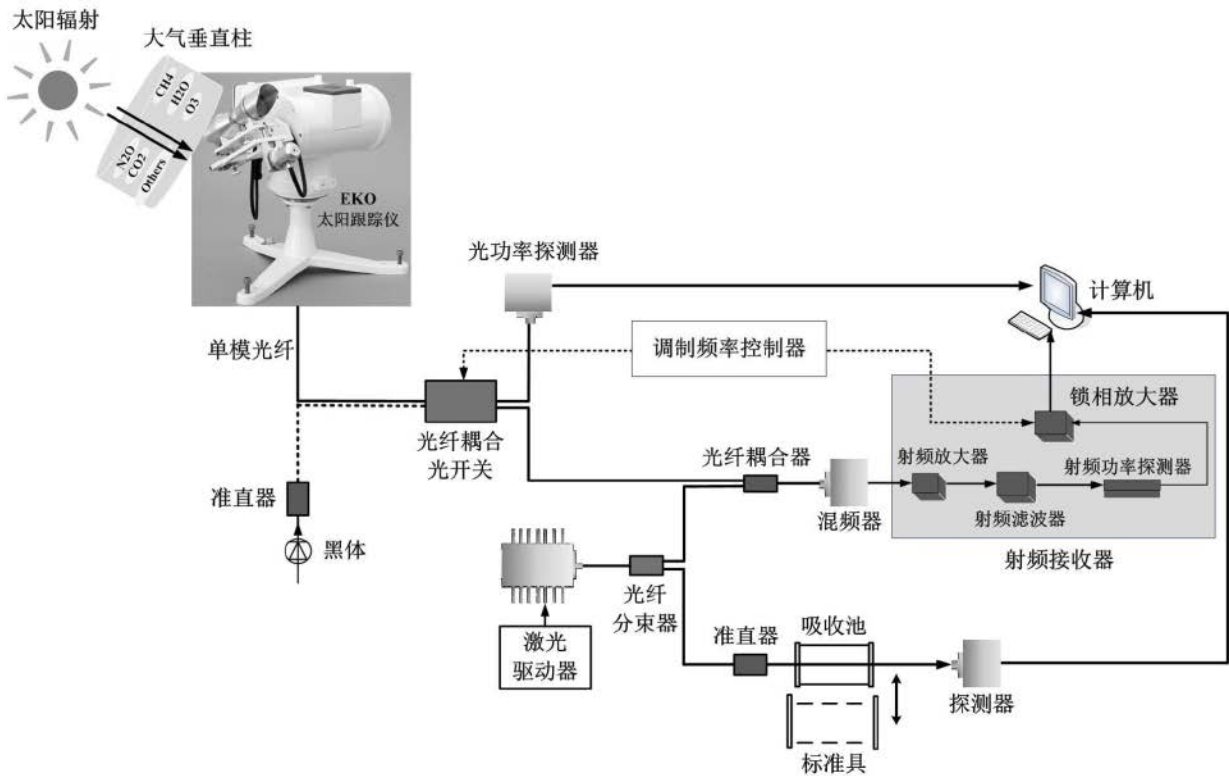 太阳辐射
大气垂直柱
CH4
H2O
O3
N2O
CO2
Others
EKO
太阳跟踪仪
光功率探测器
计算机
单模光纤
调制频率控制器
锁相放大器
光纤耦合
光开关
光纤耦合器
射频放大器
射频功率探测器
准直器
混频器
射频滤波器
黑体
射频接收器
光纤
分束器
激光
驱动器
准直器
吸收池
探测器
标准具